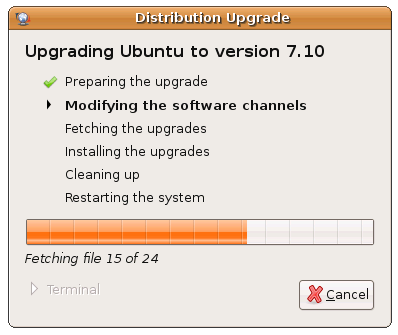 Distribution Upgrade
Upgrading Ubuntu to version 7.10
Preparing the upgrade
Modifying the software channels
Fetching the upgrades
Installing the upgrades
Cleaning up
Restarting the system
Fetching file 15 of 24
Terminal
Cancel